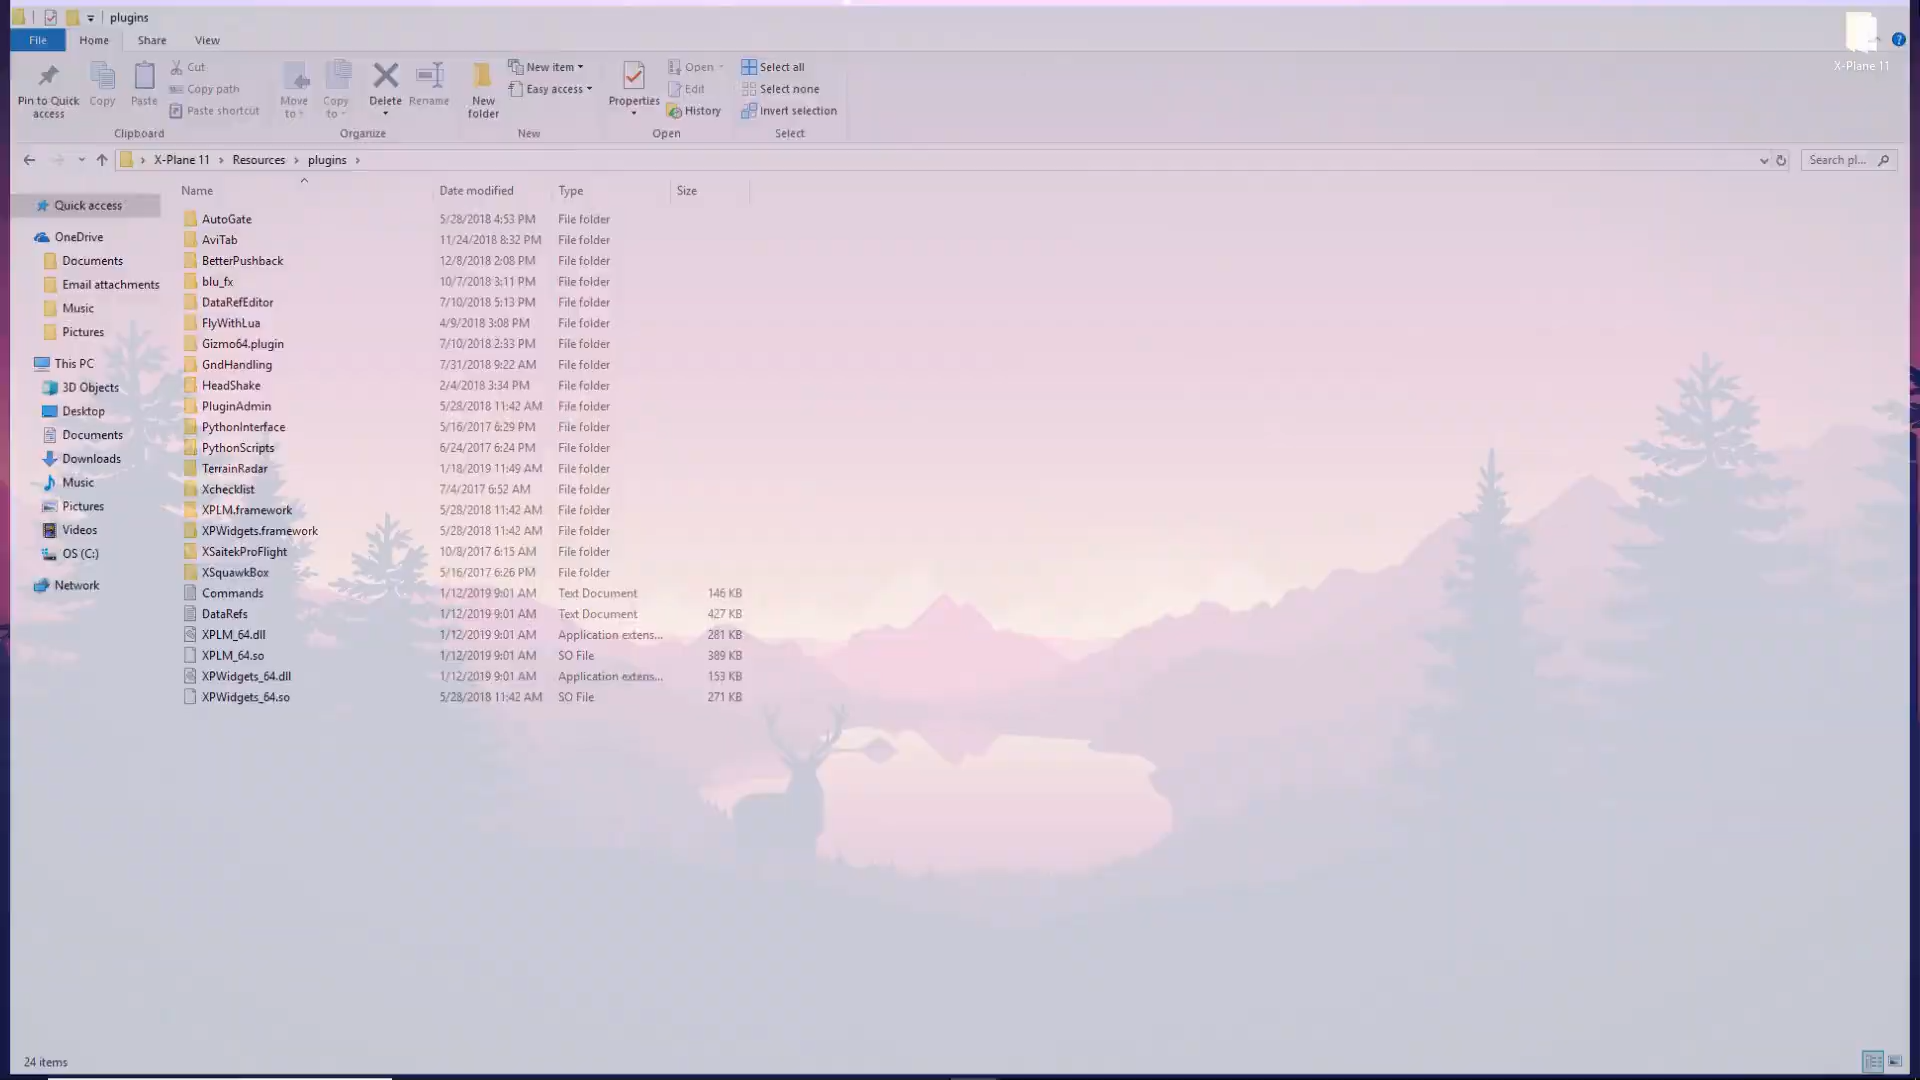 plugins
File Home Share View
X-Plane 11
Pin to Quick access
Copy
Paste
Cut
Copy path
Paste shortcut
Clipboard
Move to
Copy to
Delete
Rename
Organize
New folder
New item
Easy access
New
Properties
Open
Edit
History
Open
Select all
Select none
Invert selection
Select
X-Plane 11 Resources plugins
Search pl...
Name Date modified Type Size
Quick access
OneDrive
Documents
Email attachments
Music
Pictures
This PC
3D Objects
Desktop
Documents
Downloads
Music
Pictures
Videos
OS (C:)
Network
AutoGate 5/28/2018 4:53 PM File folder
AviTab 11/24/2018 8:32 PM File folder
BetterPushback 12/8/2018 2:08 PM File folder
blu_fx 10/7/2018 3:11 PM File folder
DataRefEditor 7/10/2018 5:13 PM File folder
FlyWithLua 4/9/2018 3:08 PM File folder
Gizmo64.plugin 7/10/2018 2:33 PM File folder
GndHandling 7/31/2018 9:22 AM File folder
HeadShake 2/4/2018 3:34 PM File folder
PluginAdmin 5/28/2018 11:42 AM File folder
PythonInterface 5/16/2017 6:29 PM File folder
PythonScripts 6/24/2017 6:24 PM File folder
TerrainRadar 1/18/2019 11:49 AM File folder
Xchecklist 7/4/2017 6:52 AM File folder
XPLM.framework 5/28/2018 11:42 AM File folder
XPWidgets.framework 5/28/2018 11:42 AM File folder
XSaitekProFlight 10/8/2017 6:15 AM File folder
XSquawkBox 5/16/2017 6:26 PM File folder
Commands 1/12/2019 9:01 AM Text Document 146 KB
DataRefs 1/12/2019 9:01 AM Text Document 427 KB
XPLM_64.dll 1/12/2019 9:01 AM Application extens... 281 KB
XPLM_64.so 1/12/2019 9:01 AM SO File 389 KB
XPWidgets_64.dll 1/12/2019 9:01 AM Application extens... 153 KB
XPWidgets_64.so 5/28/2018 11:42 AM SO File 271 KB
24 items